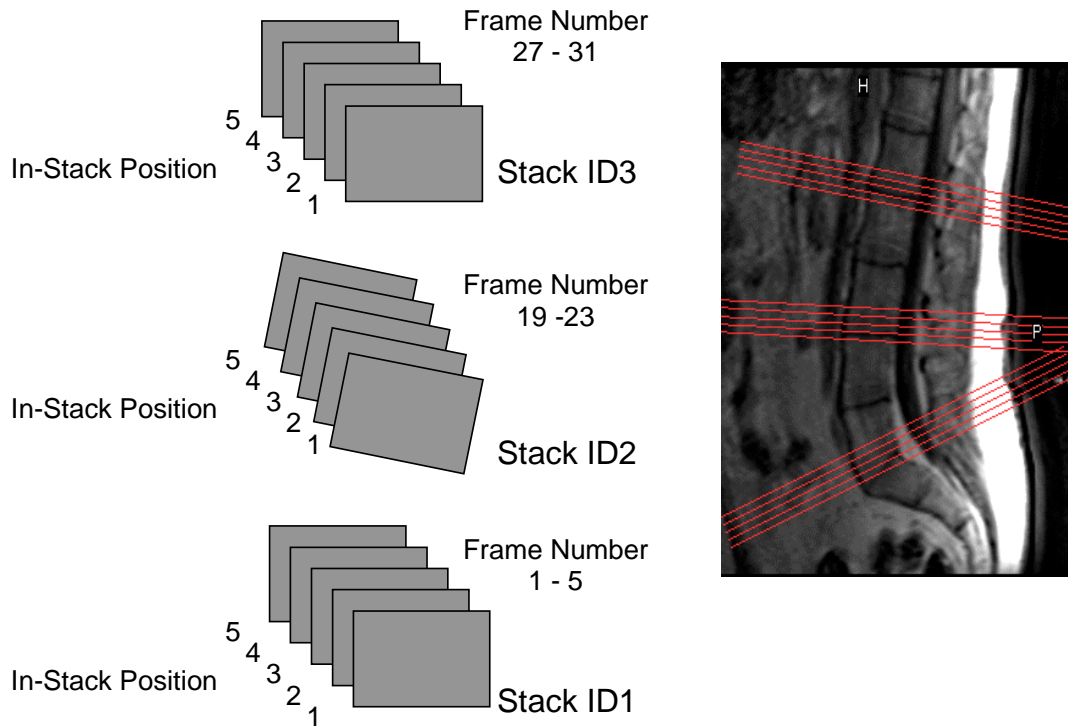 Frame Number
27 - 31
5
4
3
2
1
In-Stack Position
Stack ID3
H
Frame Number
19 -23
5
4
3
2
1
In-Stack Position
Stack ID2
P
Frame Number
1 - 5
5
4
3
2
1
In-Stack Position
Stack ID1